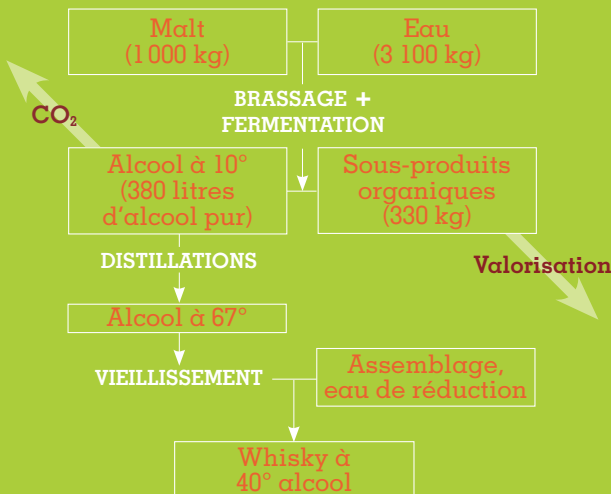 Malt
(1 000 kg)
Eau
(3 100 kg)
BRASSAGE +
FERMENTATION
CO₂
Alcool à 10°
(380 litres
d'alcool pur)
Sous-produits
organiques
(330 kg)
Valorisation
DISTILLATIONS
Alcool à 67°
VIEILLISSEMENT
Assemblage,
eau de réduction
Whisky à
40° alcool